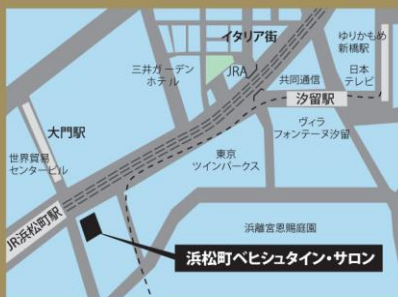 イタリア街
ゆりかもめ
新橋駅
三井ガーデン
ホテル
JRA
共同通信
日本
テレビ
汐留駅
大門駅
ヴィラ
フォンテーヌ汐留
世界貿易
センタービル
東京
ツインパークス
JR浜松町駅
浜離宮恩賜庭園
浜松町ベヒシュタイン・サロン